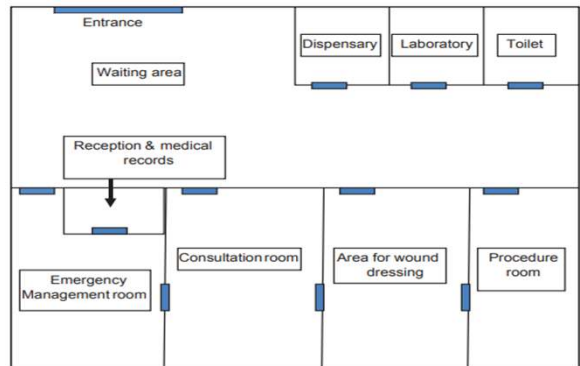 Entrance
Dispensary
Laboratory
Toilet
Waiting area
Reception & medical
records
Consultation room
Area for wound
dressing
Procedure
room
Emergency
Management room